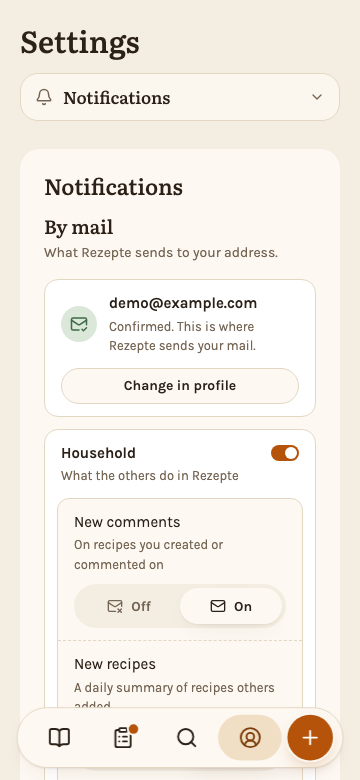 Settings
Notifications
Notifications
By mail
What Rezepte sends to your address.
demo@example.com
Confirmed. This is where
Rezepte sends your mail.
Change in profile
Household
What the others do in Rezepte
New comments
On recipes you created or
commented on
Off
On
New recipes
A daily summary of recipes others
added